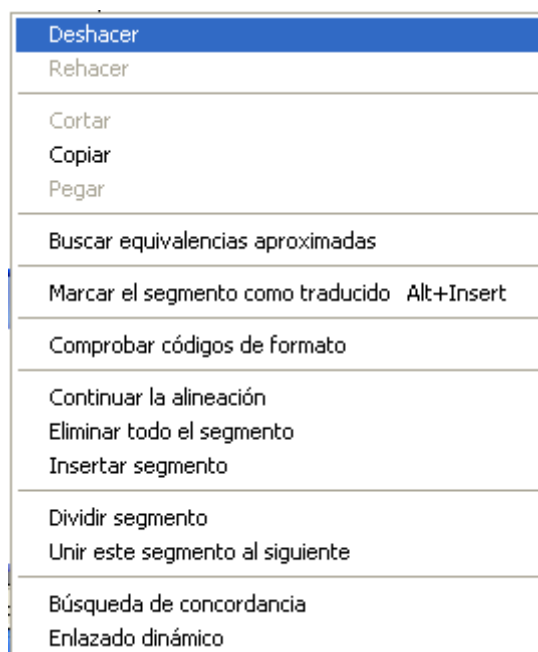 Deshacer
Rehacer
Cortar
Copiar
Pegar
Buscar equivalencias aproximadas
Marcar el segmento como traducido Alt+Insert
Comprobar códigos de formato
Continuar la alineación
Eliminar todo el segmento
Insertar segmento
Dividir segmento
Unir este segmento al siguiente
Búsqueda de concordancia
Enlazado dinámico